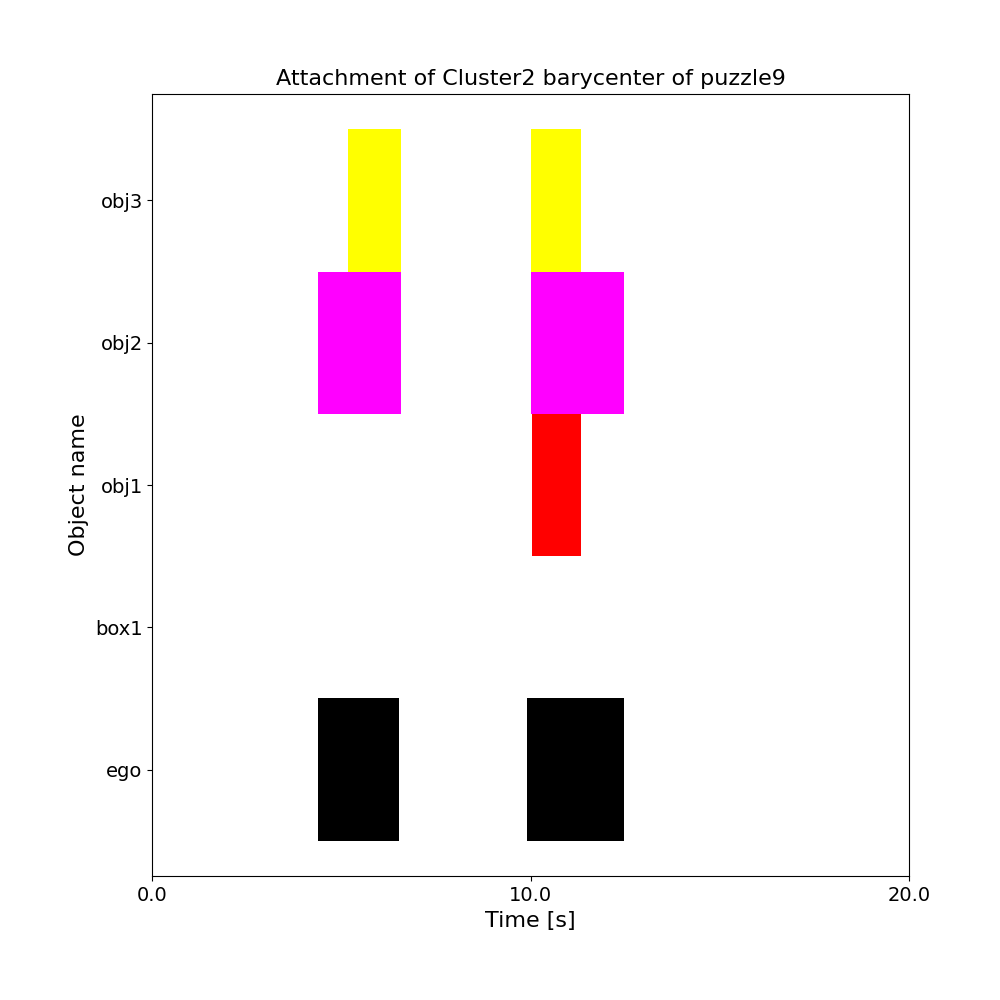 Attachment of Cluster2 barycenter of puzzle9
obj3
obj2
obj1
box1
ego
Object name
0.0 10.0 20.0
Time [s]